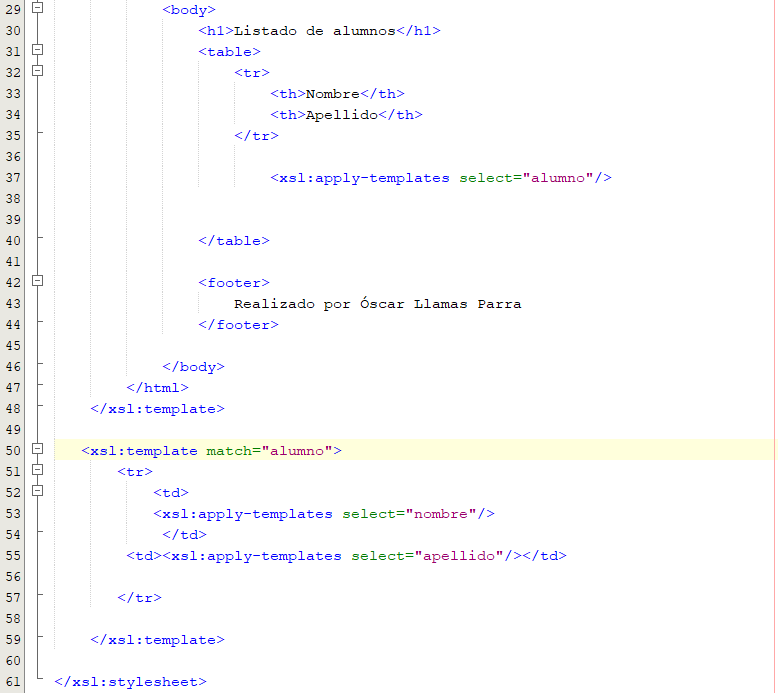 29 <body>
30 <h1>Listado de alumnos</h1>
31 <table>
32 <tr>
33 <th>Nombre</th>
34 <th>Apellido</th>
35 </tr>
36
37 <xsl:apply-templates select="alumno"/>
38
39
40 </table>
41
42 <footer>
43 Realizado por Óscar Llamas Parra
44 </footer>
45
46 </body>
47 </html>
48 </xsl:template>
49
50 <xsl:template match="alumno">
51 <tr>
52 <td>
53 <xsl:apply-templates select="nombre"/>
54 </td>
55 <td><xsl:apply-templates select="apellido"/></td>
56
57 </tr>
58
59 </xsl:template>
60
61 </xsl:stylesheet>